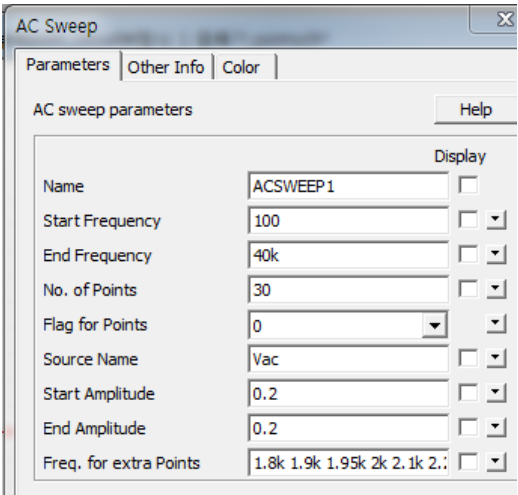 AC Sweep
Parameters Other Info Color
AC sweep parameters Help
Display
Name ACSWEEP1
Start Frequency 100
End Frequency 40k
No. of Points 30
Flag for Points 0
Source Name Vac
Start Amplitude 0.2
End Amplitude 0.2
Freq. for extra Points 1.8k 1.9k 1.95k 2k 2.1k